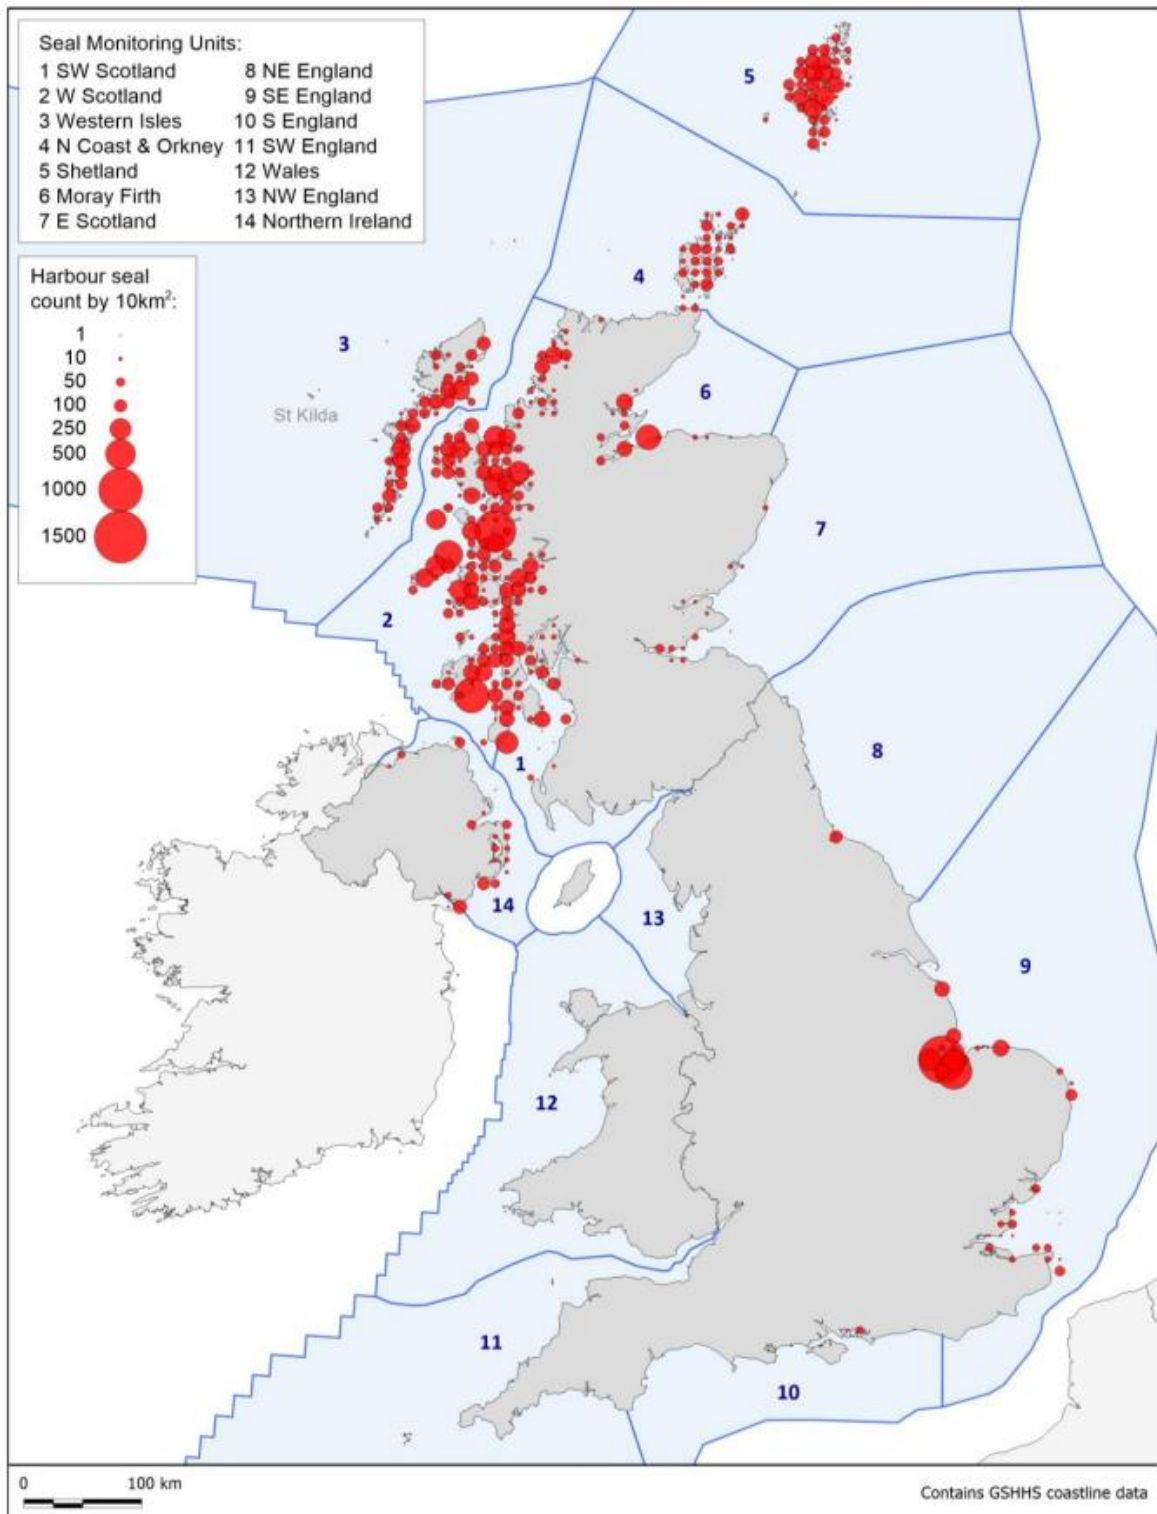 Seal Monitoring Units:
1 SW Scotland 8 NE England
2 W Scotland 9 SE England
3 Western Isles 10 S England
4 N Coast & Orkney 11 SW England
5 Shetland 12 Wales
6 Moray Firth 13 NW England
7 E Scotland 14 Northern Ireland
Harbour seal
count by 10km²:
1
10
50
100
250
500
1000
1500
5
4
3
St Kilda
6
7
2
1
8
14
13
9
12
11
10
0 100 km
Contains GSHHS coastline data